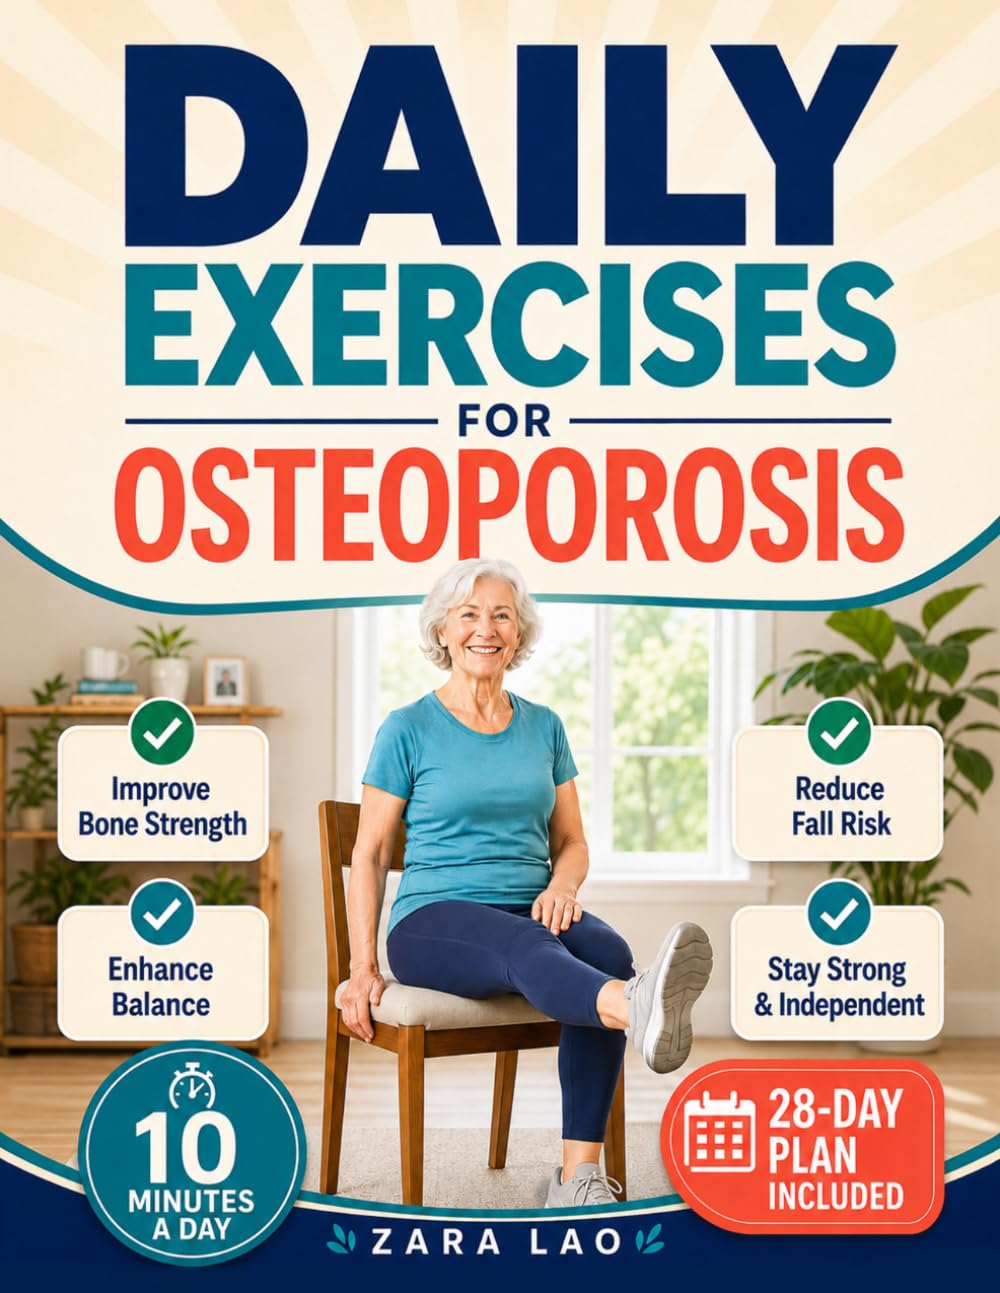 DAILY
EXERCISES
FOR
OSTEOPOROSIS
Improve
Bone Strength
Reduce
Fall Risk
Enhance
Balance
Stay Strong
& Independent
10
MINUTES
A DAY
28-DAY
PLAN
INCLUDED
ZARA LAO